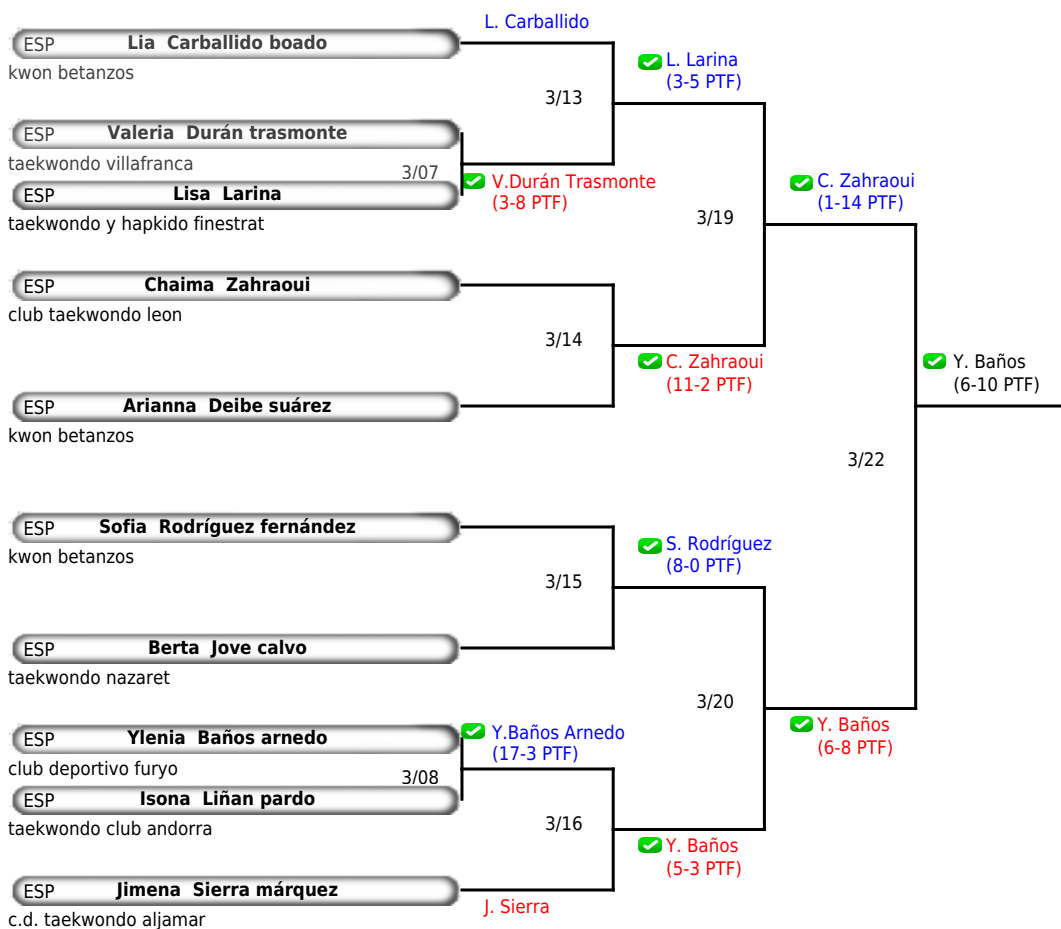 L. Carballido
ESP Lia Carballido boado
kwon betanzos
L. Larina
(3-5 PTF)
3/13
ESP Valeria Durán trasmonte
taekwondo villafranca
3/07
V.Durán Trasmonte
(3-8 PTF)
C. Zahraoui
(1-14 PTF)
ESP Lisa Larina
taekwondo y hapkido finestrat
3/19
ESP Chaima Zahraoui
club taekwondo leon
3/14
C. Zahraoui
(11-2 PTF)
Y. Baños
(6-10 PTF)
ESP Arianna Deibe suárez
kwon betanzos
3/22
ESP Sofia Rodríguez fernández
kwon betanzos
S. Rodríguez
(8-0 PTF)
3/15
ESP Berta Jove calvo
taekwondo nazaret
3/20
ESP Ylenia Baños arnedo
club deportivo furyo
Y.Baños Arnedo
(17-3 PTF)
Y. Baños
(6-8 PTF)
3/08
ESP Isona Liñan pardo
taekwondo club andorra
3/16
Y. Baños
(5-3 PTF)
ESP Jimena Sierra márquez
c.d. taekwondo aljamar
J. Sierra